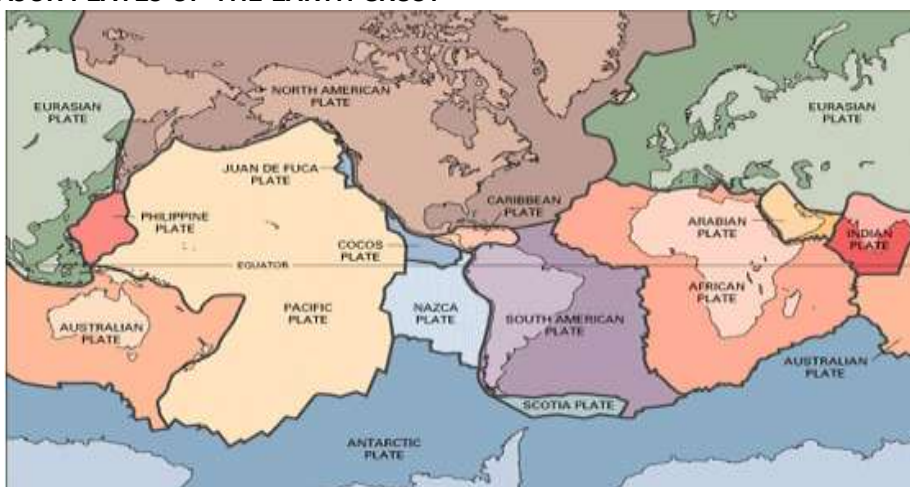 EURASIAN
PLATE
NORTH AMERICAN
PLATE
EURASIAN
PLATE
JUAN DE FUCA
PLATE
CARIBBEAN
PLATE
PHILIPPINE
PLATE
ARABIAN
PLATE
INDIAN
PLATE
COCOS
PLATE
EQUATOR
AFRICAN
PLATE
PACIFIC
PLATE
NAZCA
PLATE
SOUTH AMERICAN
PLATE
AUSTRALIAN
PLATE
AUSTRALIAN
PLATE
SCOTIA PLATE
ANTARCTIC
PLATE